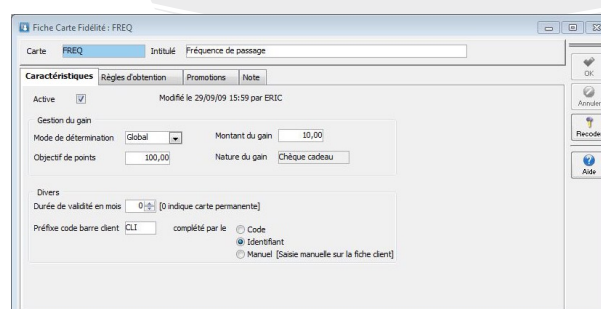 Fiche Carte Fidélité : FREQ
Carte FREQ Intitulé Fréquence de passage
Caractéristiques Règles d'obtention Promotions Note
Active Modifié le 29/09/09 15:59 par ERIC
Gestion du gain
Mode de détermination Global Montant du gain 10,00
Objectif de points 100,00 Nature du gain Chèque cadeau
Divers
Durée de validité en mois 0 [0 indique carte permanente]
Préfixe code barre client CLI complété par le Code
Identifiant
Manuel [Saisie manuelle sur la fiche client]
OK
Annuler
Recoder
Aide